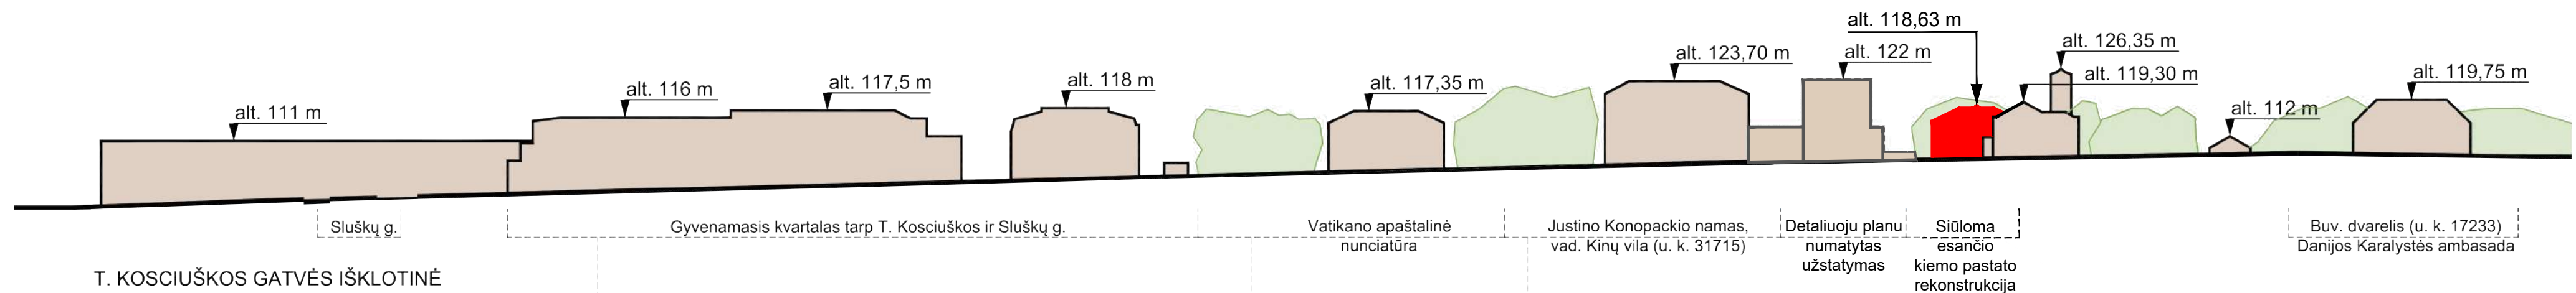 alt. 111 m
alt. 116 m
alt. 117,5 m
alt. 118 m
alt. 117,35 m
alt. 123,70 m
alt. 118,63 m
alt. 122 m
alt. 126,35 m
alt. 119,30 m
alt. 112 m
alt. 119,75 m
Sluškų g.
Gyvenamasis kvartalas tarp T. Kosciuškos ir Sluškų g.
Vatikano apaštalinė
nunciatūra
Justino Konopackio namas,
vad. Kinų vila (u. k. 31715)
Detaliuoju planu
numatytas
užstatymas
Siūloma
esančio
kiemo pastato
rekonstrukcija
Buv. dvarelis (u. k. 17233)
Danijos Karalystės ambasada
T. KOSCIUŠKOS GATVĖS IŠKLOTINĖ